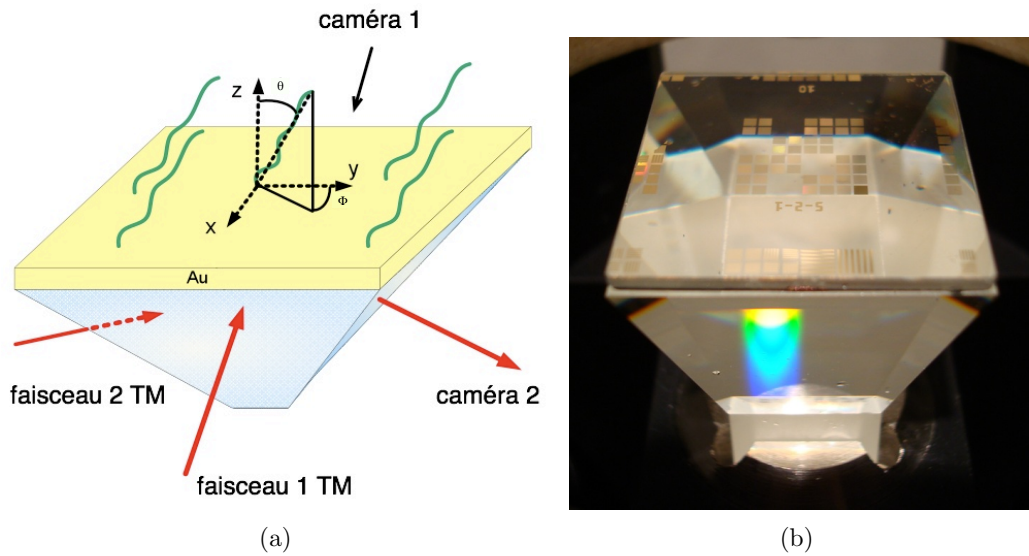 caméra 1
z
θ
y
Φ
x
Au
faisceau 2 TM
caméra 2
faisceau 1 TM
10
5-2-1
(a)
(b)